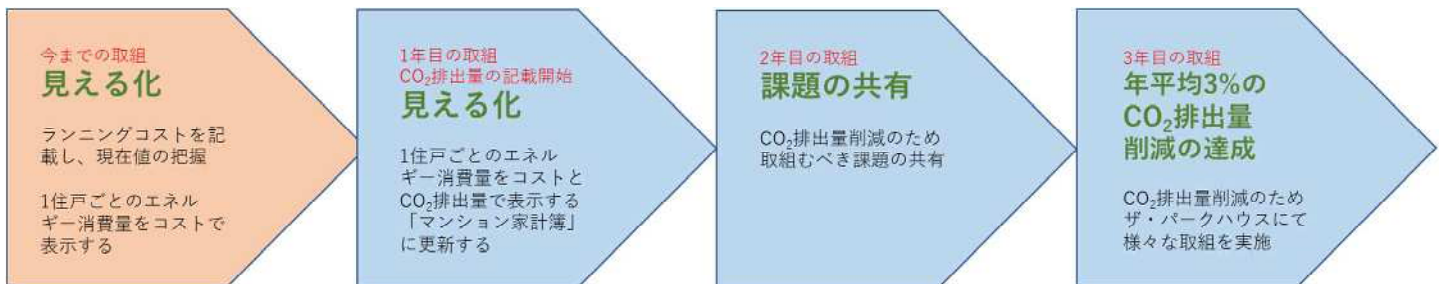 今までの取組
見える化
ランニングコストを記
載し、現在値の把握
1住戸ごとのエネル
ギー消費量をコストで
表示する
1年目の取組
CO₂排出量の記載開始
見える化
1住戸ごとのエネル
ギー消費量をコストと
CO₂排出量で表示する
「マンション家計簿」
に更新する
2年目の取組
課題の共有
CO₂排出量削減のため
取組むべき課題の共有
3年目の取組
年平均3%の
CO₂排出量
削減の達成
CO₂排出量削減のため
ザ・パークハウスにて
様々な取組を実施